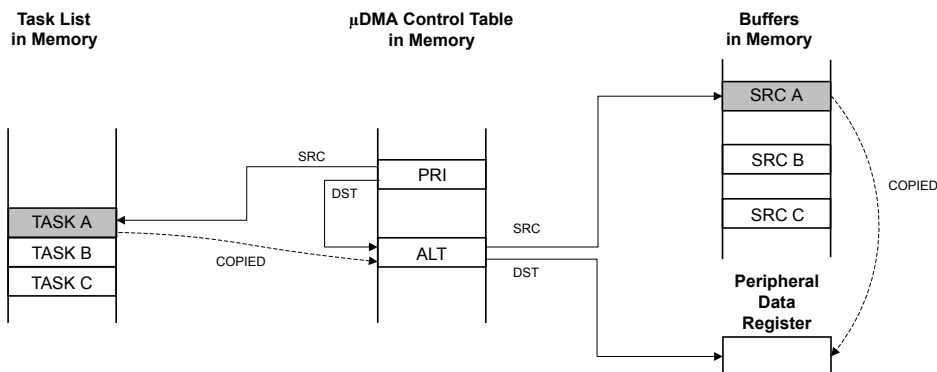 Task List
in Memory
µDMA Control Table
in Memory
Buffers
in Memory
SRC A
SRC
PRI
SRC B
COPIED
DST
TASK A
SRC C
SRC
TASK B
ALT
COPIED
DST
TASK C
Peripheral
Data
Register